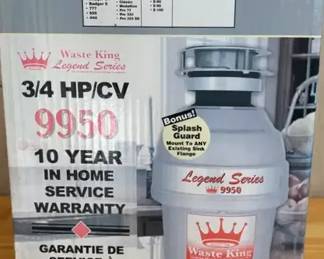 777
Waste King
Legend Series
3/4 HP/CV
9950
10 YEAR
IN HOME
SERVICE
WARRANTY
GARANTIE DE
Bonus!
Splash
Guard
Mount To ANY
Existing Sink
Flange
Legend Series
9950
Waste King